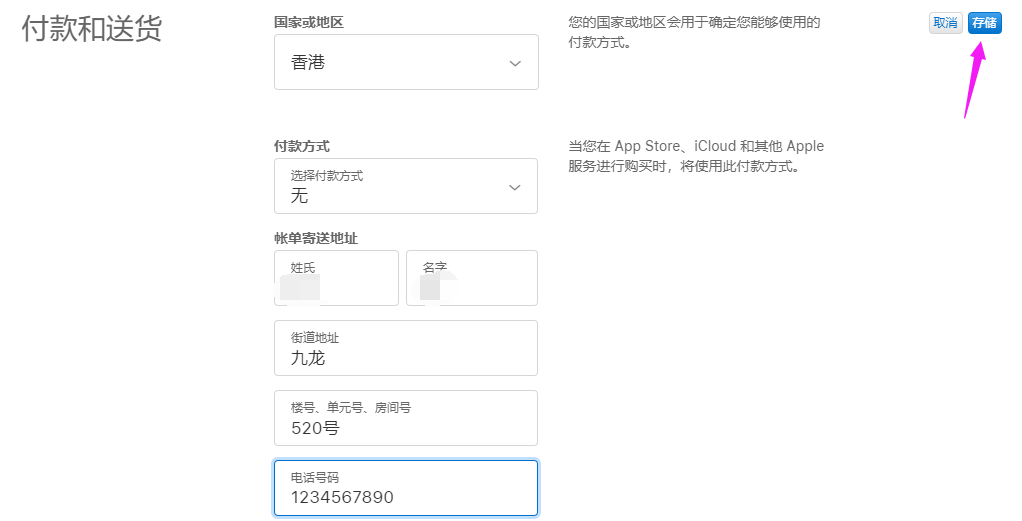 付款和送货
国家或地区
香港
您的国家或地区会用于确定您能够使用的
付款方式。
取消
存储
付款方式
选择付款方式
无
当您在 App Store、iCloud 和其他 Apple
服务进行购买时，将使用此付款方式。
帐单寄送地址
姓氏
名字
街道地址
九龙
楼号、单元号、房间号
520号
电话号码
1234567890